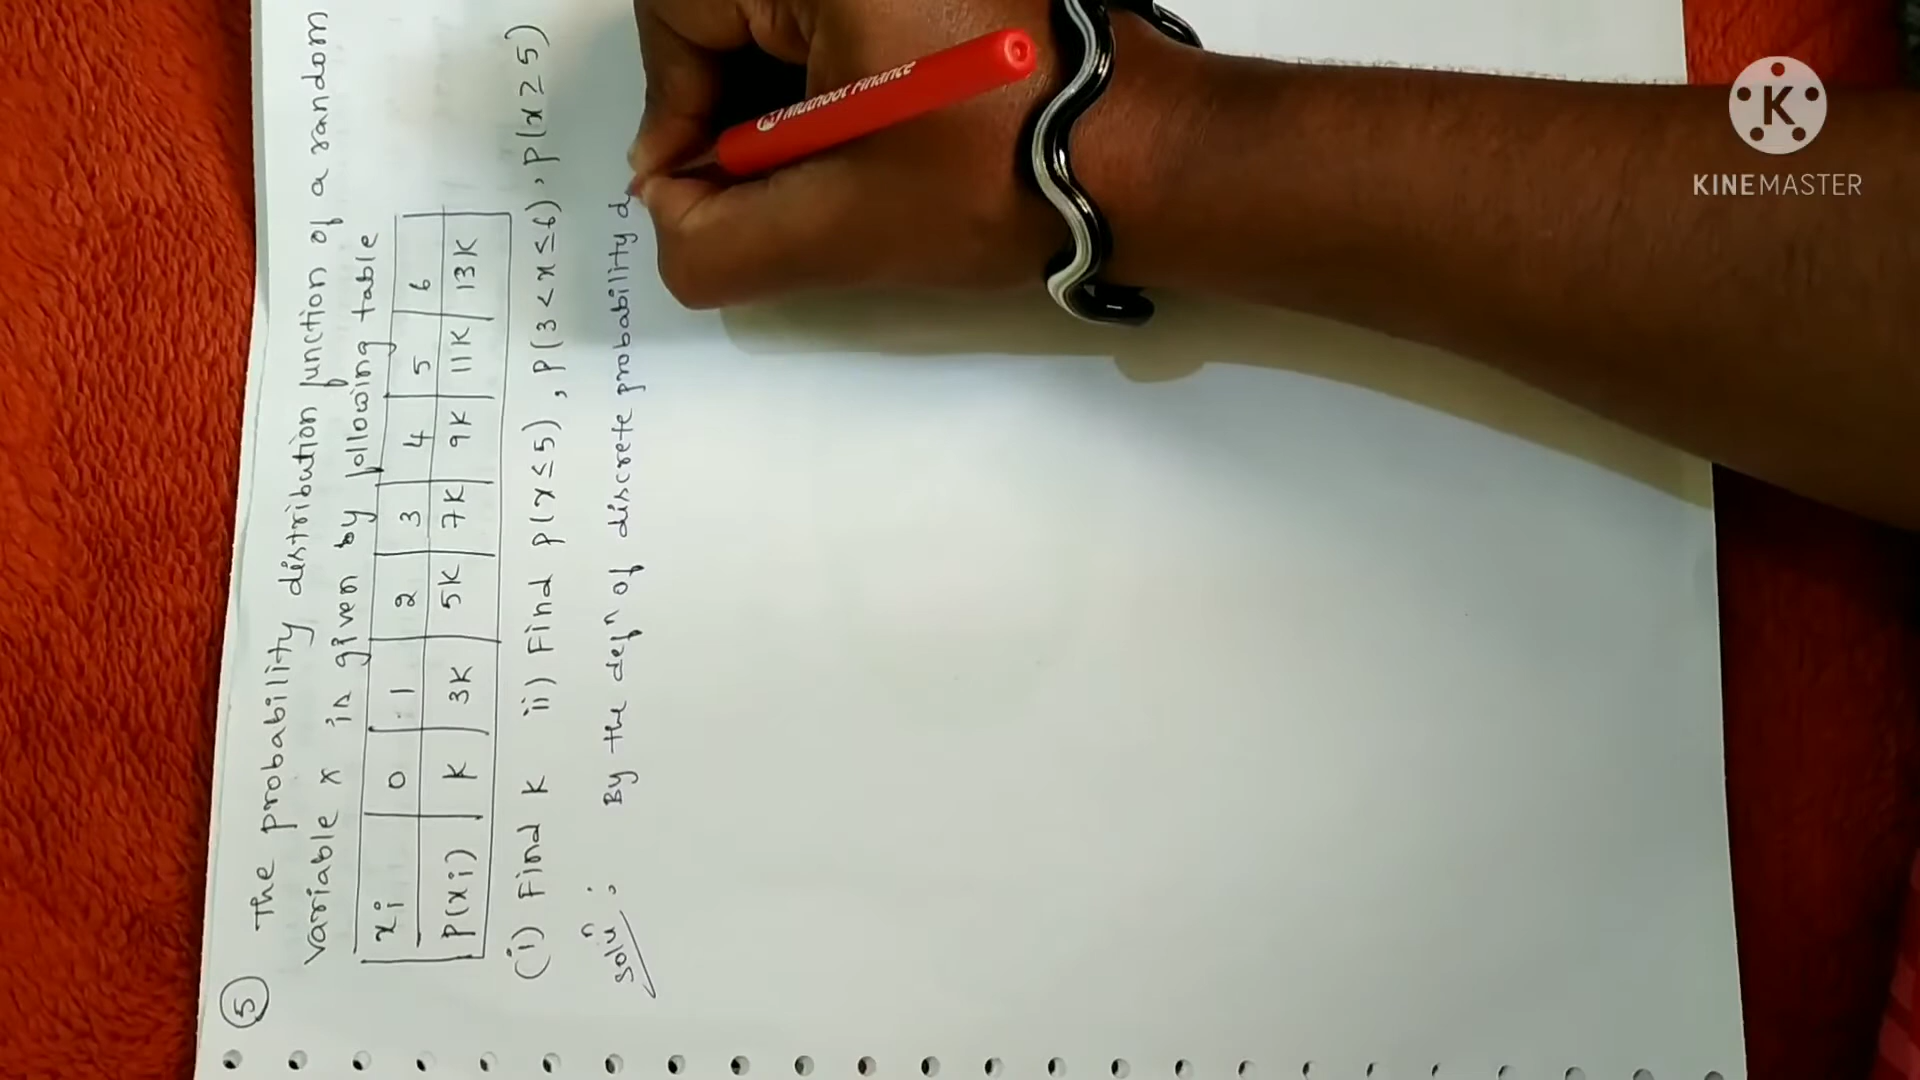 5 The probability distribution function of a random
variable x is given by following table
xi 0 1 2 3 4 5 6
P(xi) K 3K 5K 7K 9K 11K 13K
(i) Find K ii) Find P(x≤5), P(3<x≤6), P(x≥5)
Soluⁿ: By the defⁿ of discrete probability d
Muthoot Finance
K
KINEMASTER